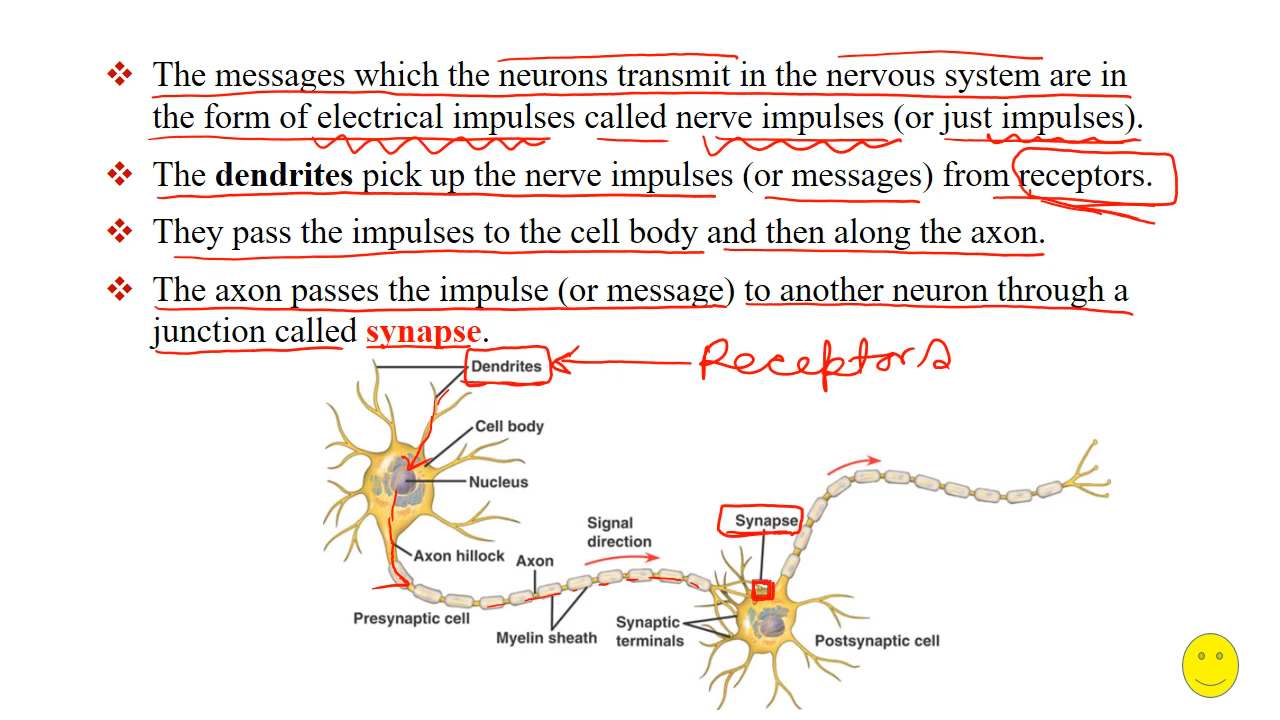 ❖ The messages which the neurons transmit in the nervous system are in
the form of electrical impulses called nerve impulses (or just impulses).
❖ The dendrites pick up the nerve impulses (or messages) from receptors.
❖ They pass the impulses to the cell body and then along the axon.
❖ The axon passes the impulse (or message) to another neuron through a
junction called synapse.
Dendrites
Receptors
Cell body
Nucleus
Signal
direction
Synapse
Axon hillock
Axon
Presynaptic cell
Myelin sheath
Synaptic
terminals
Postsynaptic cell